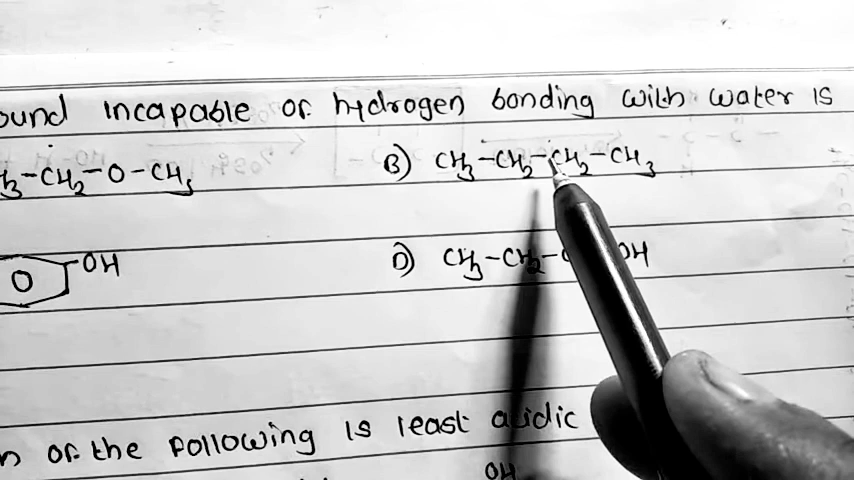 ound incapable of hydrogen bonding with water is
3-CH2-O-CH3 B) CH3-CH2-CH2-CH3
OH D) CH3-CH2-C OH
of the following is least acidic
OH